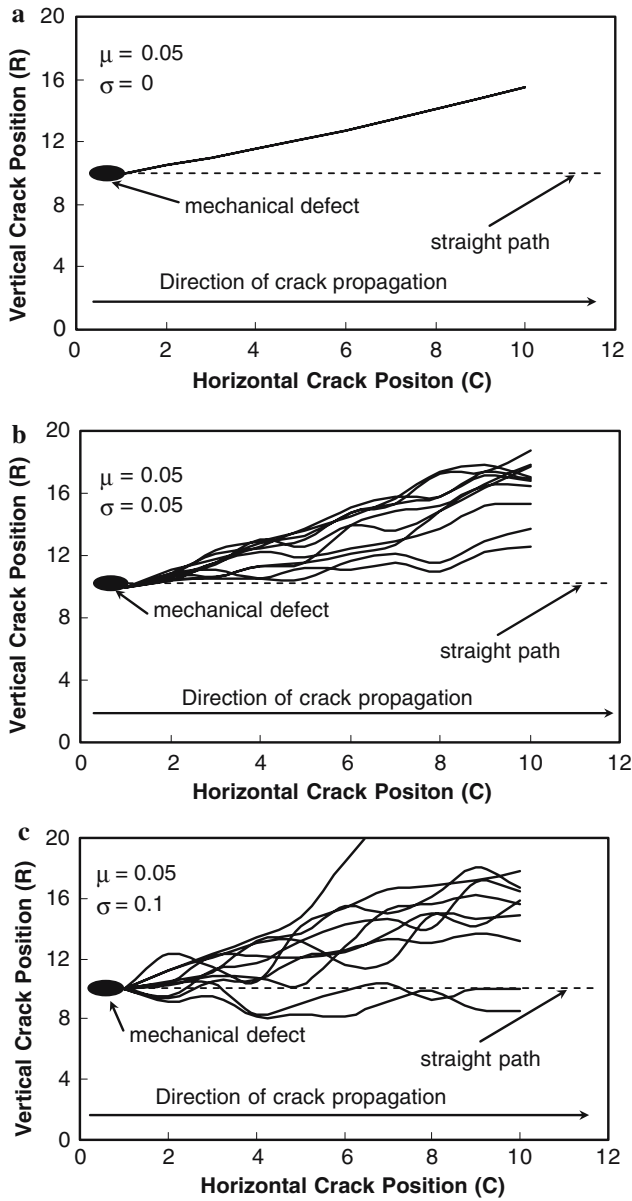 a
20
16
12
8
4
0
Vertical Crack Position (R)
μ = 0.05
σ = 0
mechanical defect
straight path
Direction of crack propagation
0 2 4 6 8 10 12
Horizontal Crack Positon (C)
b
20
16
12
8
4
0
Vertical Crack Position (R)
μ = 0.05
σ = 0.05
mechanical defect
straight path
Direction of crack propagation
0 2 4 6 8 10 12
Horizontal Crack Positon (C)
c
20
16
12
8
4
0
Vertical Crack Position (R)
μ = 0.05
σ = 0.1
mechanical defect
straight path
Direction of crack propagation
0 2 4 6 8 10 12
Horizontal Crack Positon (C)